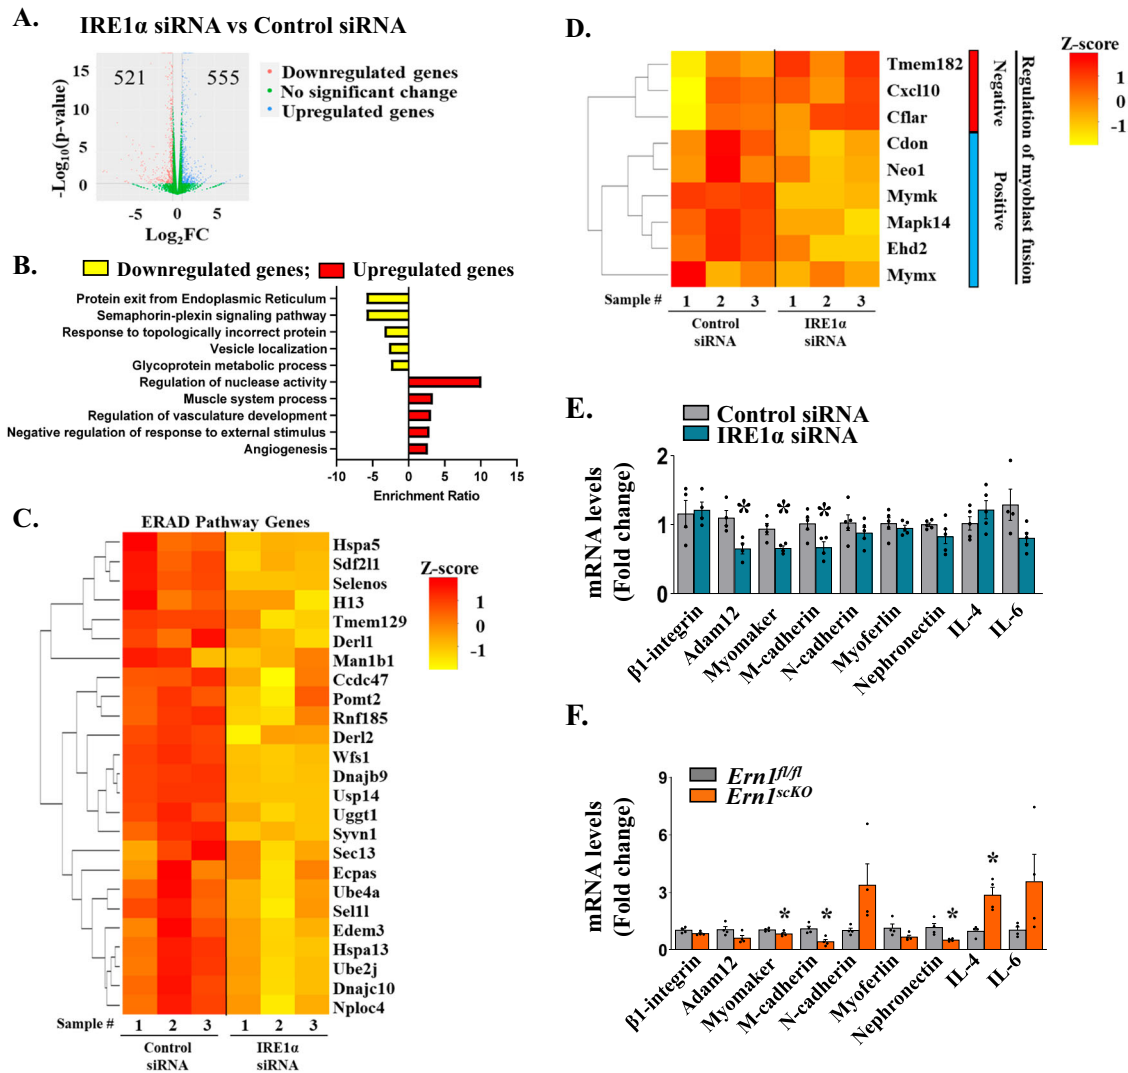 A.
IRE1α siRNA vs Control siRNA
521
555
-Log10(p-value)
15
10
5
0
-5
0
5
Log2FC
Downregulated genes
No significant change
Upregulated genes
B.
Downregulated genes;
Upregulated genes
Protein exit from Endoplasmic Reticulum
Semaphorin-plexin signaling pathway
Response to topologically incorrect protein
Vesicle localization
Glycoprotein metabolic process
Regulation of nuclease activity
Muscle system process
Regulation of vasculature development
Negative regulation of response to external stimulus
Angiogenesis
-10 -5 0 5 10 15
Enrichment Ratio
C.
ERAD Pathway Genes
Hspa5
Sdf2l1
Selenos
H13
Tmem129
Derl1
Man1b1
Ccdc47
Pomt2
Rnf185
Derl2
Wfs1
Dnajb9
Usp14
Uggt1
Syvn1
Sec13
Ecpas
Ube4a
Sel1l
Edem3
Hspa13
Ube2j
Dnajc10
Nploc4
Z-score
1
0
-1
Sample # 1 2 3 1 2 3
Control
siRNA
IRE1α
siRNA
D.
Tmem182
Cxcl10
Cflar
Cdon
Neo1
Mymk
Mapk14
Ehd2
Mymx
Negative
Positive
Regulation of myoblast fusion
Z-score
1
0
-1
Sample # 1 2 3 1 2 3
Control
siRNA
IRE1α
siRNA
E.
Control siRNA
IRE1α siRNA
mRNA levels
(Fold change)
2
1
0
* * *
β1-integrin
Adam12
Myomaker
M-cadherin
N-cadherin
Myoferlin
Nephronectin
IL-4
IL-6
F.
Ern1fl/fl
Ern1scKO
mRNA levels
(Fold change)
9
6
3
0
* * * *
β1-integrin
Adam12
Myomaker
M-cadherin
N-cadherin
Myoferlin
Nephronectin
IL-4
IL-6